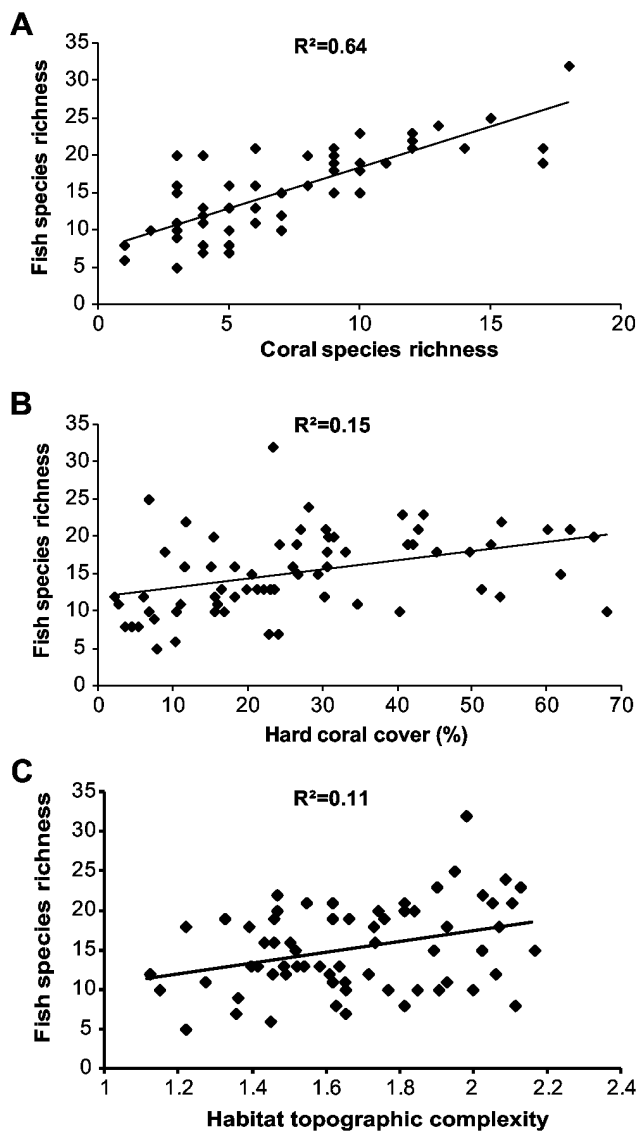 A
R²=0.64
Fish species richness
35
30
25
20
15
10
5
0
0 5 10 15 20
Coral species richness
B
R²=0.15
Fish species richness
35
30
25
20
15
10
5
0
0 10 20 30 40 50 60 70
Hard coral cover (%)
C
R²=0.11
Fish species richness
35
30
25
20
15
10
5
0
1 1.2 1.4 1.6 1.8 2 2.2 2.4
Habitat topographic complexity